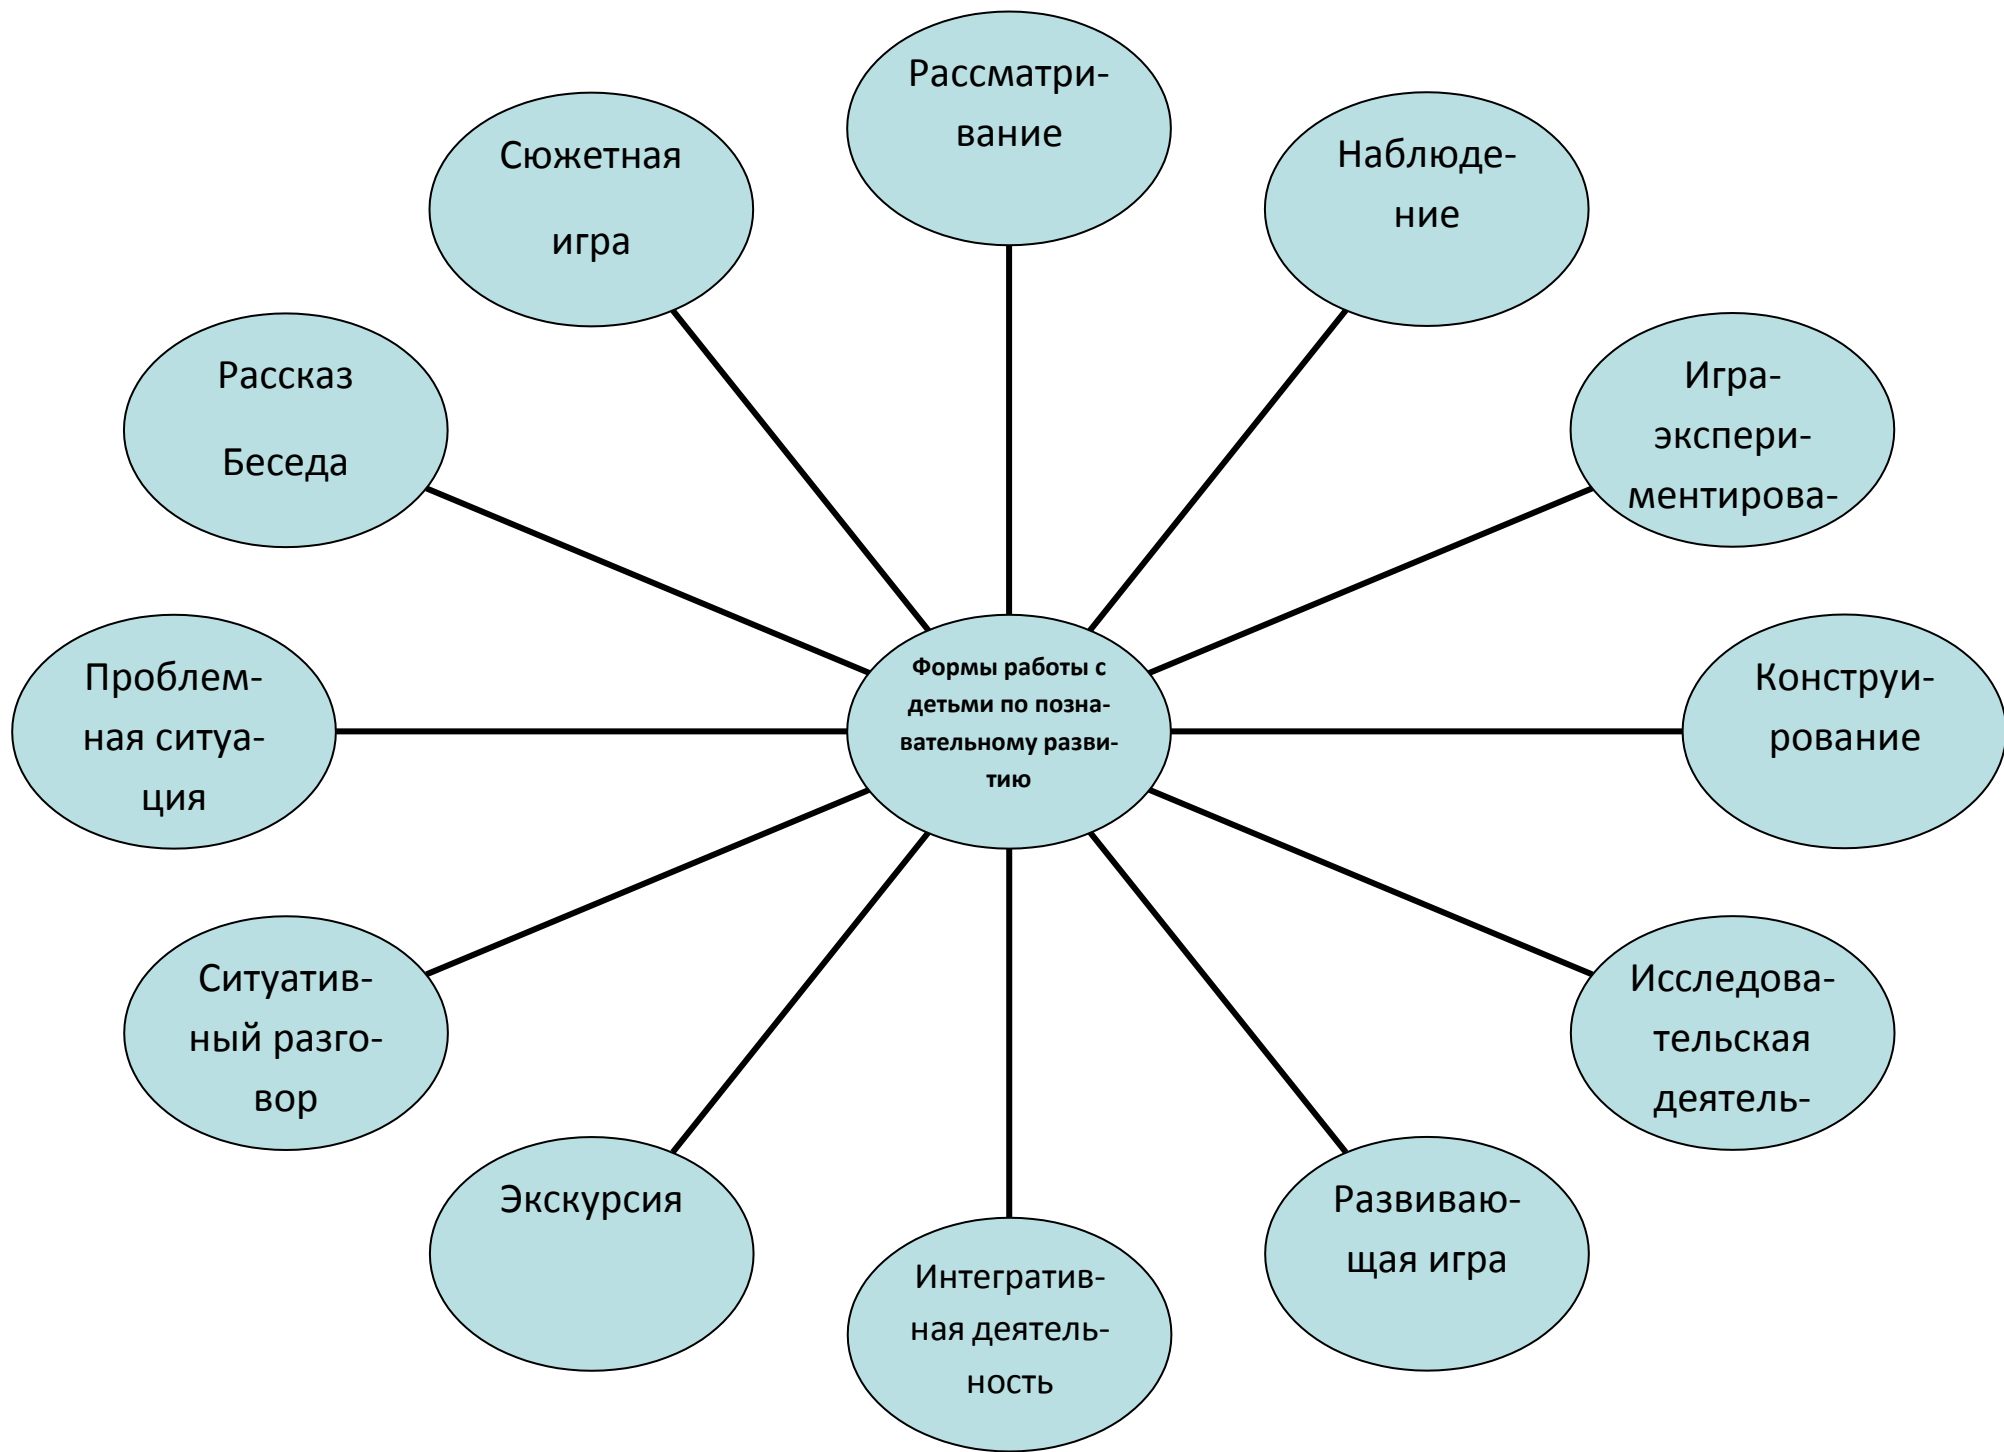 Рассматри-
вание
Наблюде-
ние
Игра-
экспери-
ментирова-
Конструи-
рование
Исследова-
тельская
деятель-
Развиваю-
щая игра
Интегратив-
ная деятель-
ность
Экскурсия
Ситуатив-
ный разго-
вор
Проблем-
ная ситуа-
ция
Рассказ
Беседа
Сюжетная
игра
Формы работы с
детьми по позна-
вательному разви-
тию